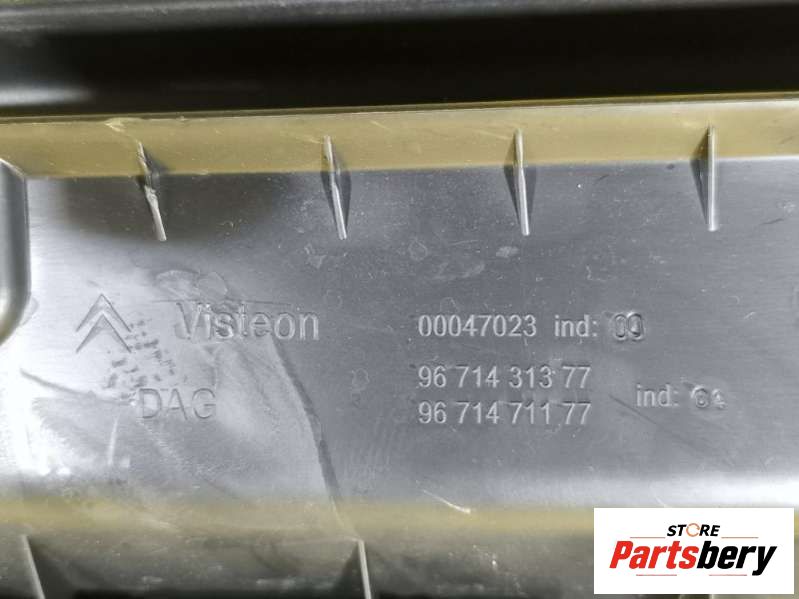 Visteon 00047023 ind: 00
96 714 313 77
DAG 96 714 711 77 ind: 04
STORE
Partsbery